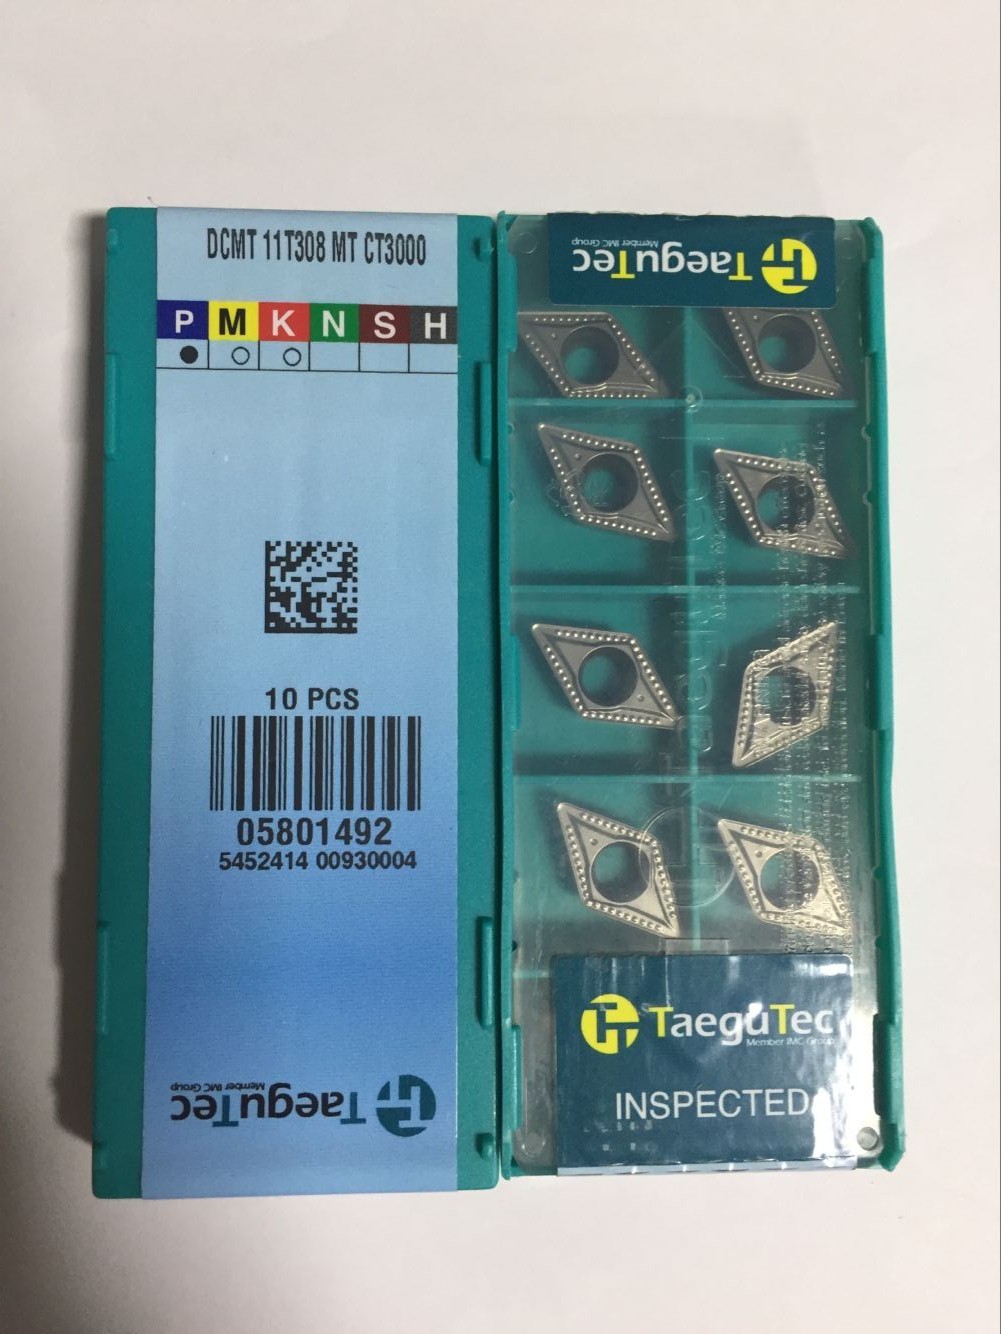 DCMT 11T308 MT CT3000
P M K N S H
10 PCS
05801492
5452414 00930004
TaeguTec
Member IMC Group
TaeguTec
Member IMC Group
TaeguTec
Member IMC Group
INSPECTED